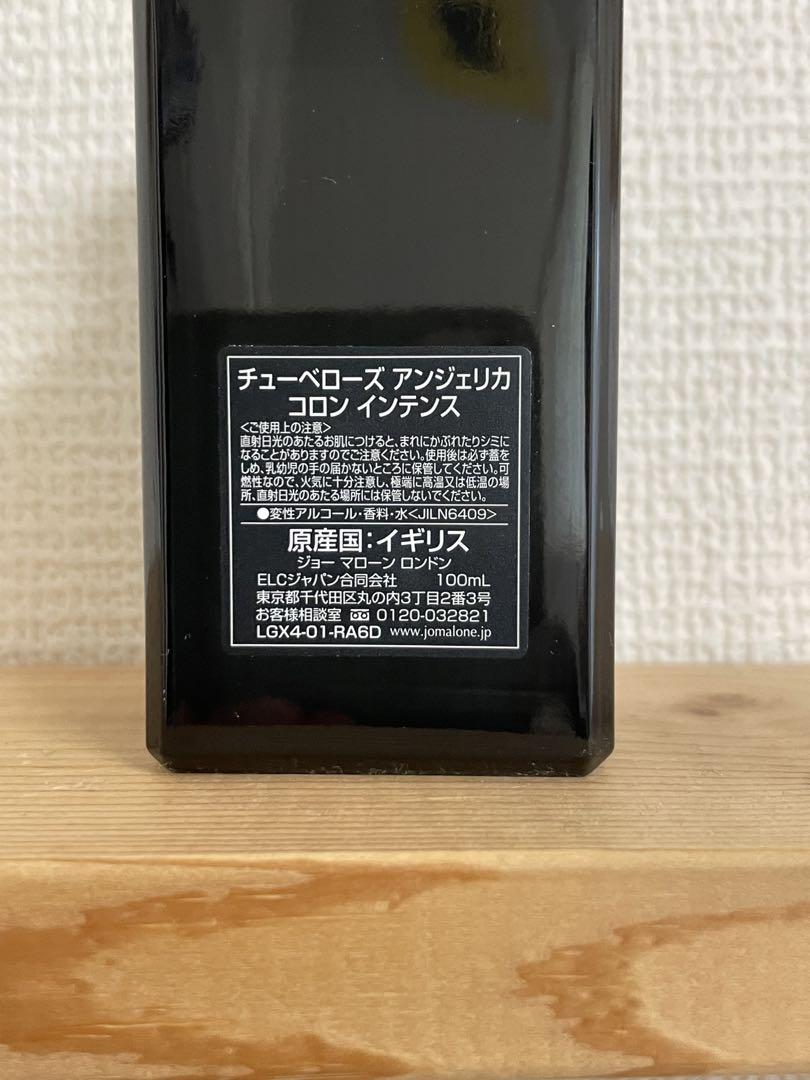 チューベローズ アンジェリカ
コロン インテンス
<ご使用上の注意>
直射日光のあたるお肌につけると、まれにかぶれたりシミに
なることがありますのでご注意ください。使用後は必ず蓋を
しめ、乳幼児の手の届かないところに保管してください。可
燃性なので、火気に十分注意し、極端に高温又は低温の場
所、直射日光のあたる場所には保管しないでください。
●変性アルコール・香料・水<JILN6409>
原産国：イギリス
ジョー マローン ロンドン
ELCジャパン合同会社 100mL
東京都千代田区丸の内3丁目2番3号
お客様相談室 0120-032821
LGX4-01-RA6D www.jomalone.jp